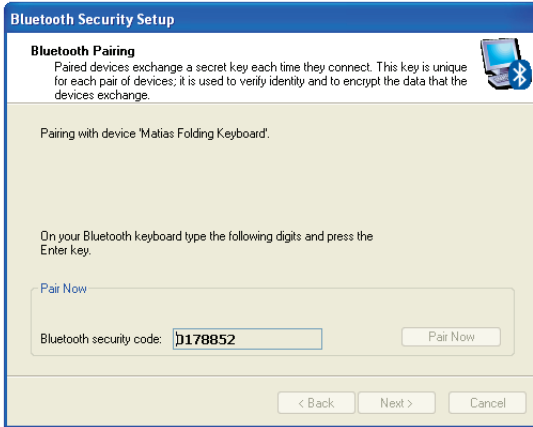 Bluetooth Security Setup
Bluetooth Pairing
Paired devices exchange a secret key each time they connect. This key is unique
for each pair of devices; it is used to verify identity and to encrypt the data that the
devices exchange.
Pairing with device 'Matias Folding Keyboard'.
On your Bluetooth keyboard type the following digits and press the
Enter key.
Pair Now
Bluetooth security code:
Pair Now
< Back Next > Cancel